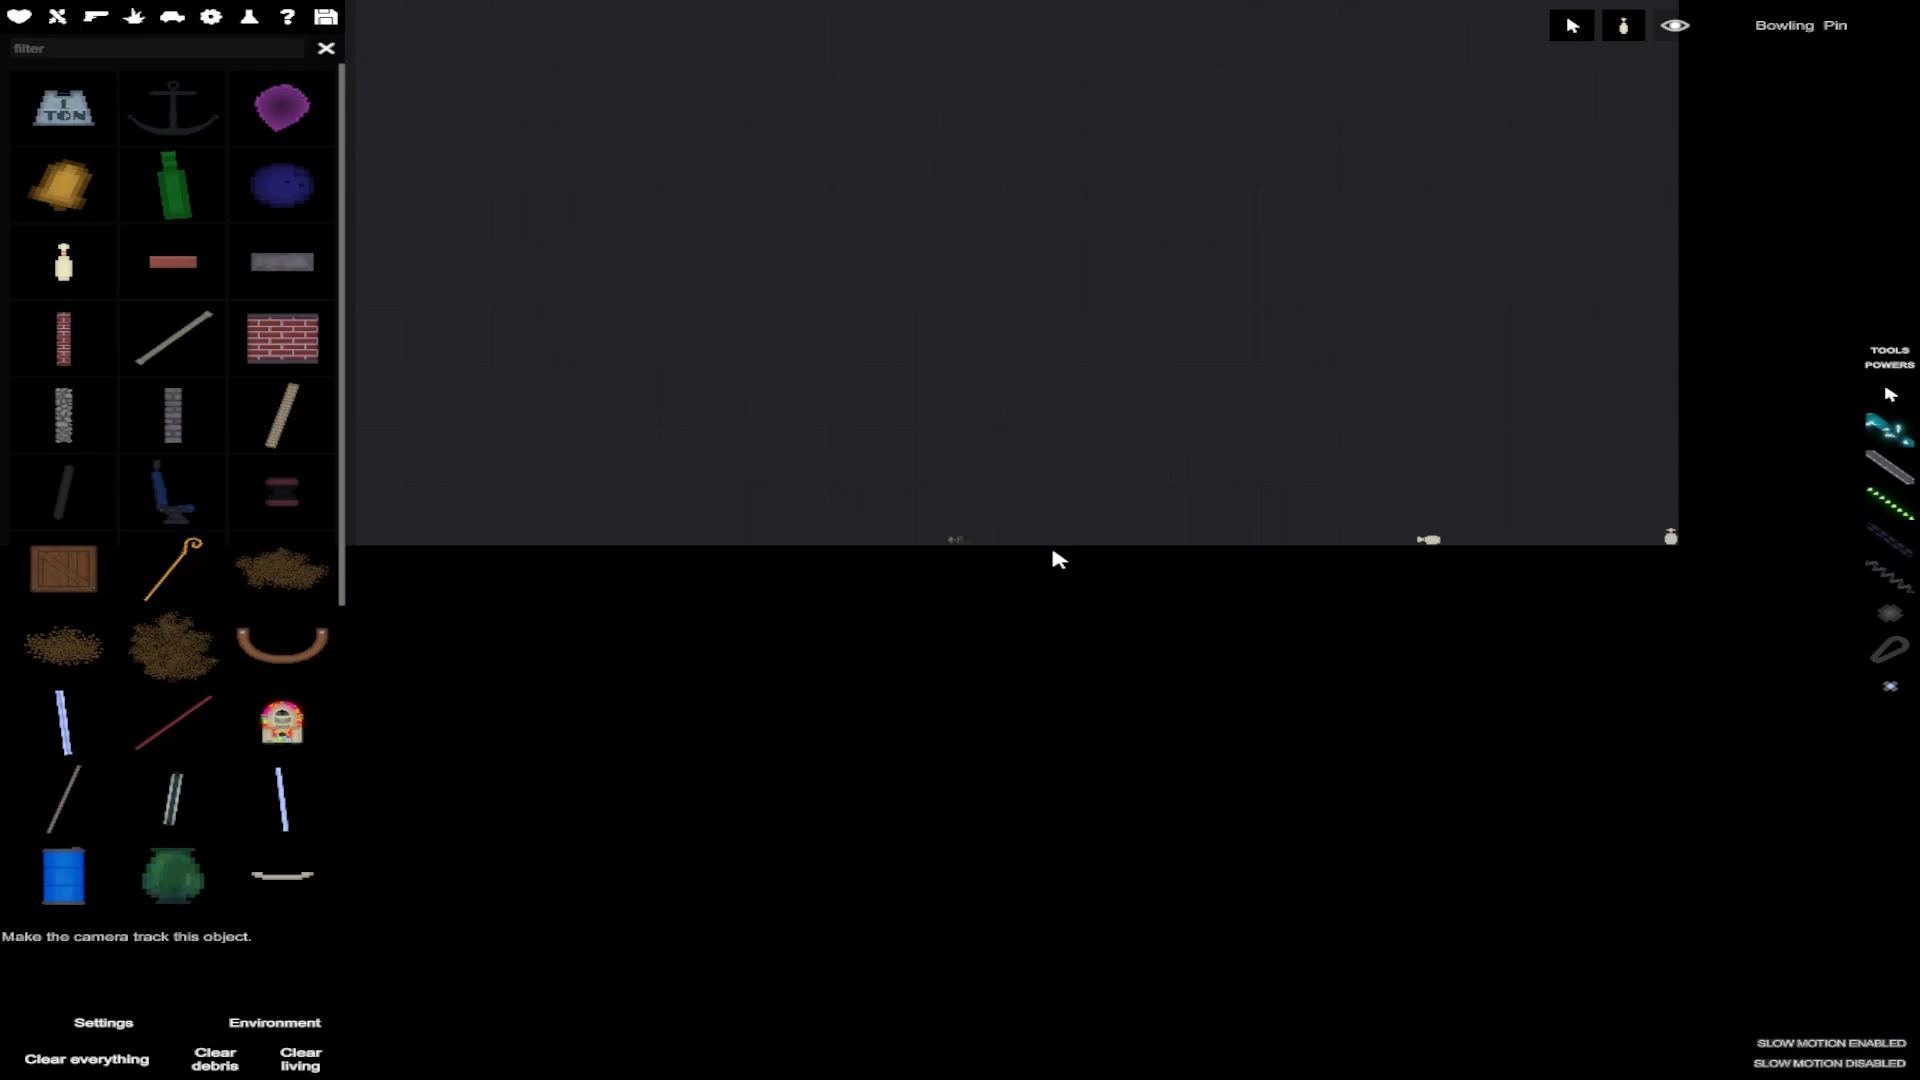 filter
Bowling Pin
1
TON
TOOLS
POWERS
Make the camera track this object.
Settings
Environment
Clear everything
Clear
debris
Clear
living
SLOW MOTION ENABLED
SLOW MOTION DISABLED